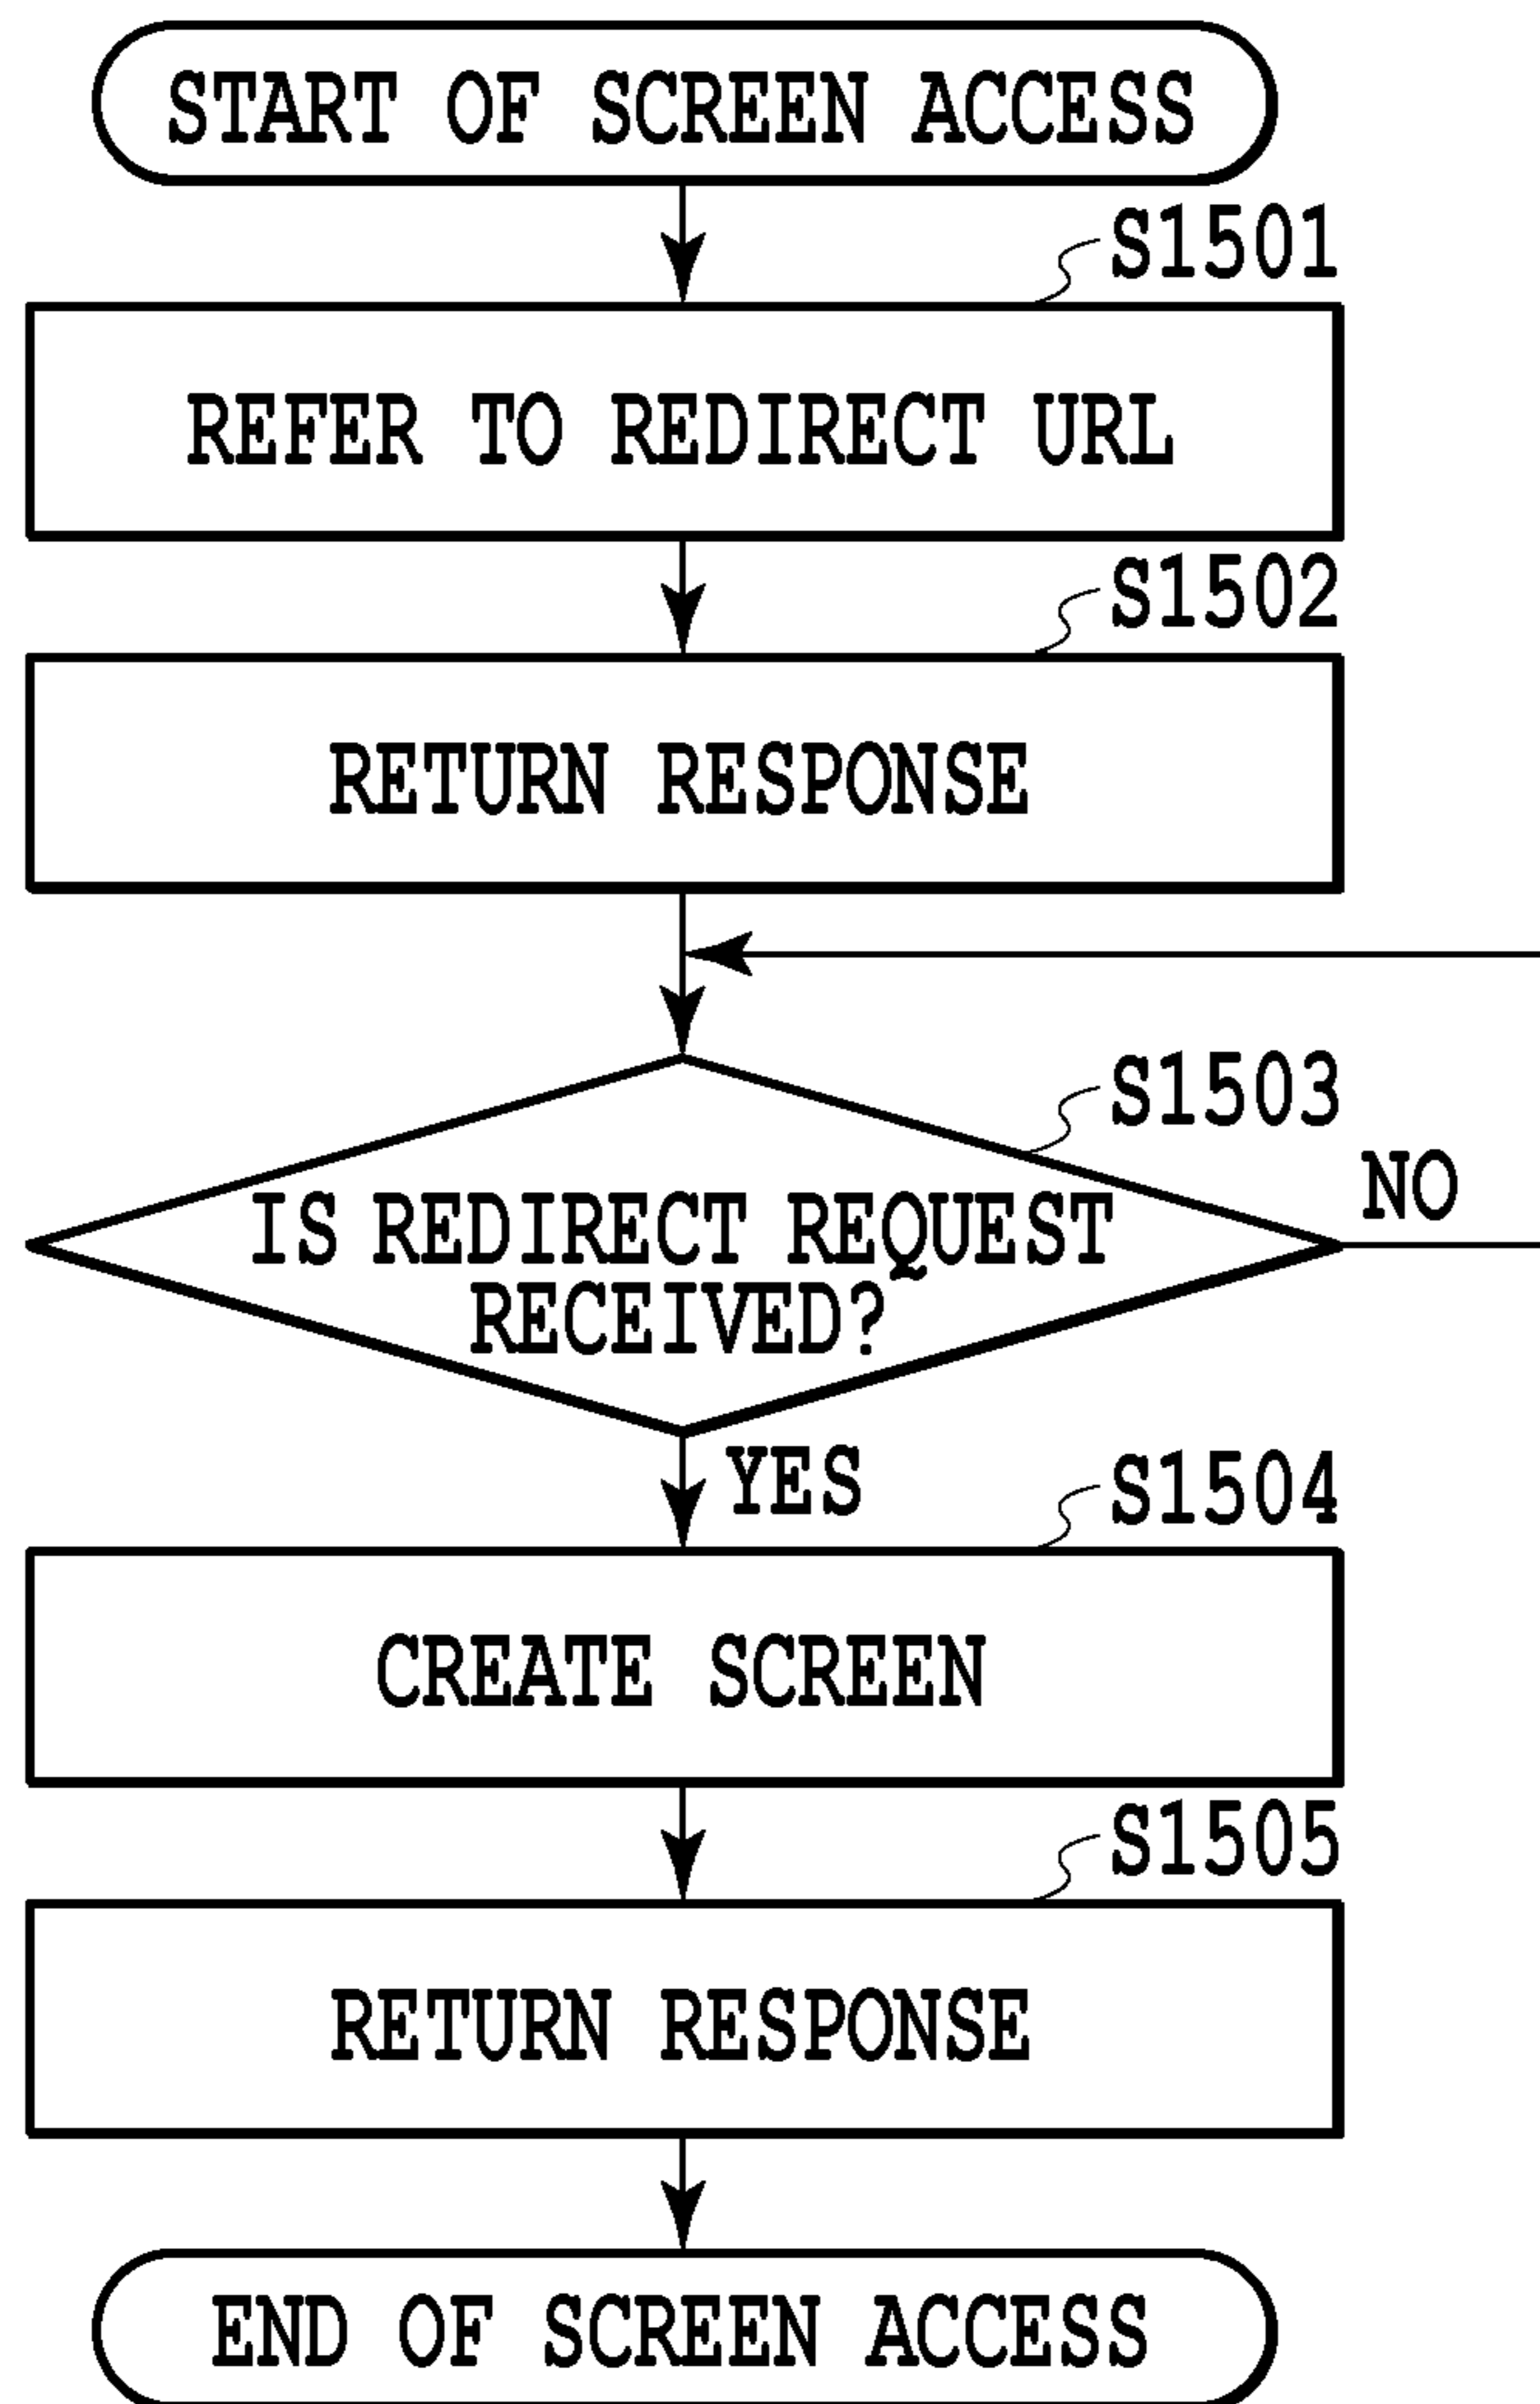 START OF SCREEN ACCESS
S1501
REFER TO REDIRECT URL
S1502
RETURN RESPONSE
S1503
NO
IS REDIRECT REQUEST
RECEIVED?
YES
S1504
CREATE SCREEN
S1505
RETURN RESPONSE
END OF SCREEN ACCESS